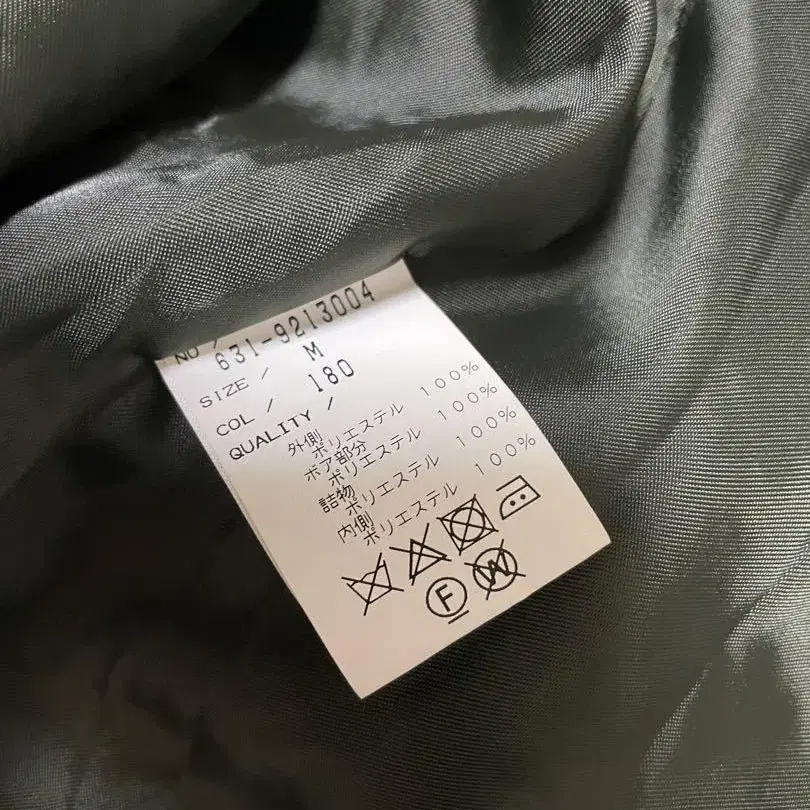 NO / 631-9213004
SIZE / M
COL / 180
QUALITY /
外側
ポリエステル 100%
ボア部分
ポリエステル 100%
詰物
ポリエステル 100%
内側
ポリエステル 100%
F W